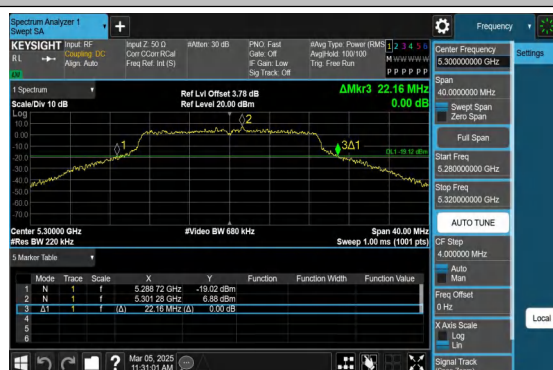 Spectrum Analyzer 1
Swept SA
+
Frequency
KEYSIGHT Input: RF Input Z: 50 Ω #Atten: 30 dB PNO: Fast #Avg Type: Power (RMS 1 2 3 4 5 6
RL Coupling: DC Corr CCorr RCal Gate: Off Avg|Hold: 100/100 M W W W W W
Align: Auto Freq Ref: Int (S) IF Gain: Low Trig: Free Run
Sig Track: Off P P P P P P
1 Spectrum Ref Lvl Offset 3.78 dB ΔMkr3 22.16 MHz
Scale/Div 10 dB Ref Level 20.00 dBm 0.00 dB
Log
10.0
0.00
-10.0
-20.0
-30.0
-40.0
-50.0
-60.0
-70.0
1
2
3Δ1
DL1 -19.12 dBm
Center 5.30000 GHz #Video BW 680 kHz Span 40.00 MHz
#Res BW 220 kHz Sweep 1.00 ms (1001 pts)
5 Marker Table
Mode Trace Scale X Y Function Function Width Function Value
1 N 1 f 5.288 72 GHz -19.02 dBm
2 N 1 f 5.301 28 GHz 6.88 dBm
3 Δ1 1 f (Δ) 22.16 MHz (Δ) 0.00 dB
4
5
6
?
Mar 05, 2025
11:31:01 AM
Center Frequency
5.300000000 GHz
Settings
Span
40.0000000 MHz
Swept Span
Zero Span
Full Span
Start Freq
5.280000000 GHz
Stop Freq
5.320000000 GHz
AUTO TUNE
CF Step
4.000000 MHz
Auto
Man
Freq Offset
0 Hz
Local
X Axis Scale
Log
Lin
Signal Track